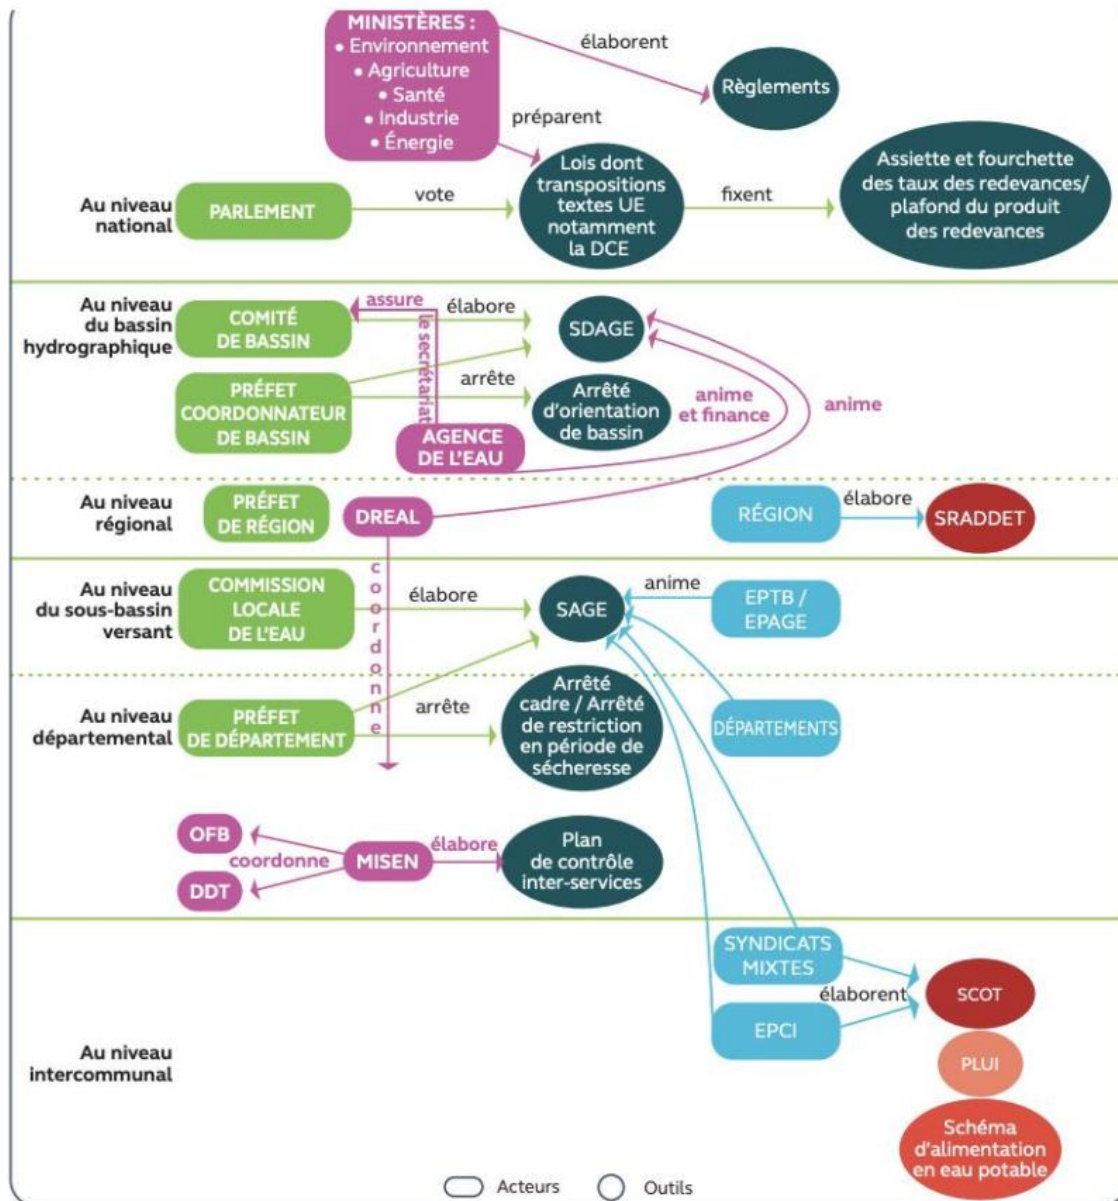 MINISTÈRES :
• Environnement
• Agriculture
• Santé
• Industrie
• Énergie
élaborent
Règlements
préparent
Au niveau
national
PARLEMENT
vote
Lois dont
transpositions
textes UE
notamment
la DCE
fixent
Assiette et fourchette
des taux des redevances/
plafond du produit
des redevances
Au niveau
du bassin
hydrographique
COMITÉ
DE BASSIN
assure
le secrétariat
élabore
SDAGE
PRÉFET
COORDONNATEUR
DE BASSIN
arrête
Arrêté
d'orientation
de bassin
AGENCE
DE L'EAU
anime
et finance
anime
Au niveau
régional
PRÉFET
DE RÉGION
DREAL
RÉGION
élabore
SRADDET
coordonne
Au niveau
du sous-bassin
versant
COMMISSION
LOCALE
DE L'EAU
élabore
SAGE
anime
EPTB /
EPAGE
Au niveau
départemental
PRÉFET
DE DÉPARTEMENT
arrête
Arrêté
cadre / Arrêté
de restriction
en période de
sécheresse
DÉPARTEMENTS
OFB
DDT
coordonne
MISEN
élabore
Plan
de contrôle
inter-services
Au niveau
intercommunal
SYNDICATS
MIXTES
EPCI
élaborent
SCOT
PLUI
Schéma
d'alimentation
en eau potable
Acteurs
Outils